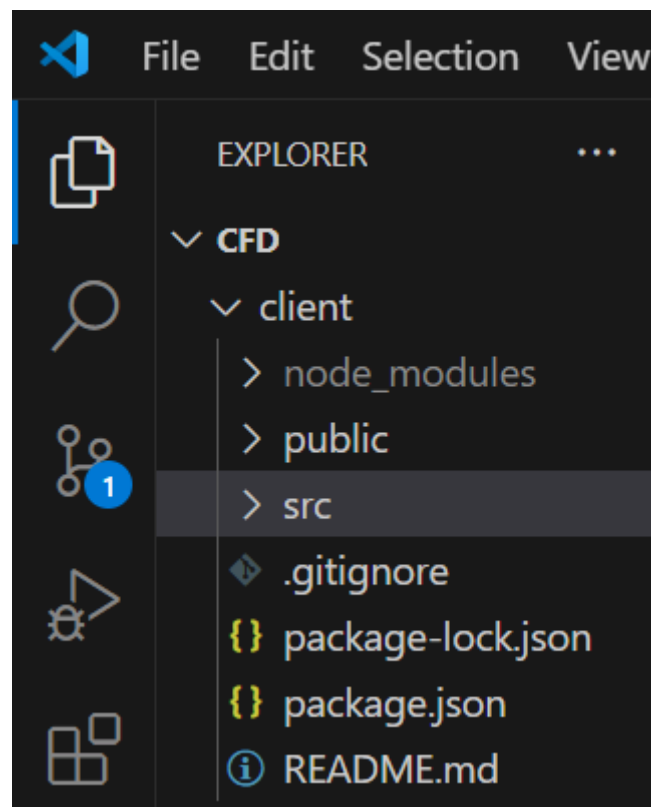 File Edit Selection View
EXPLORER ...
CFD
client
node_modules
public
src
1
.gitignore
package-lock.json
package.json
README.md